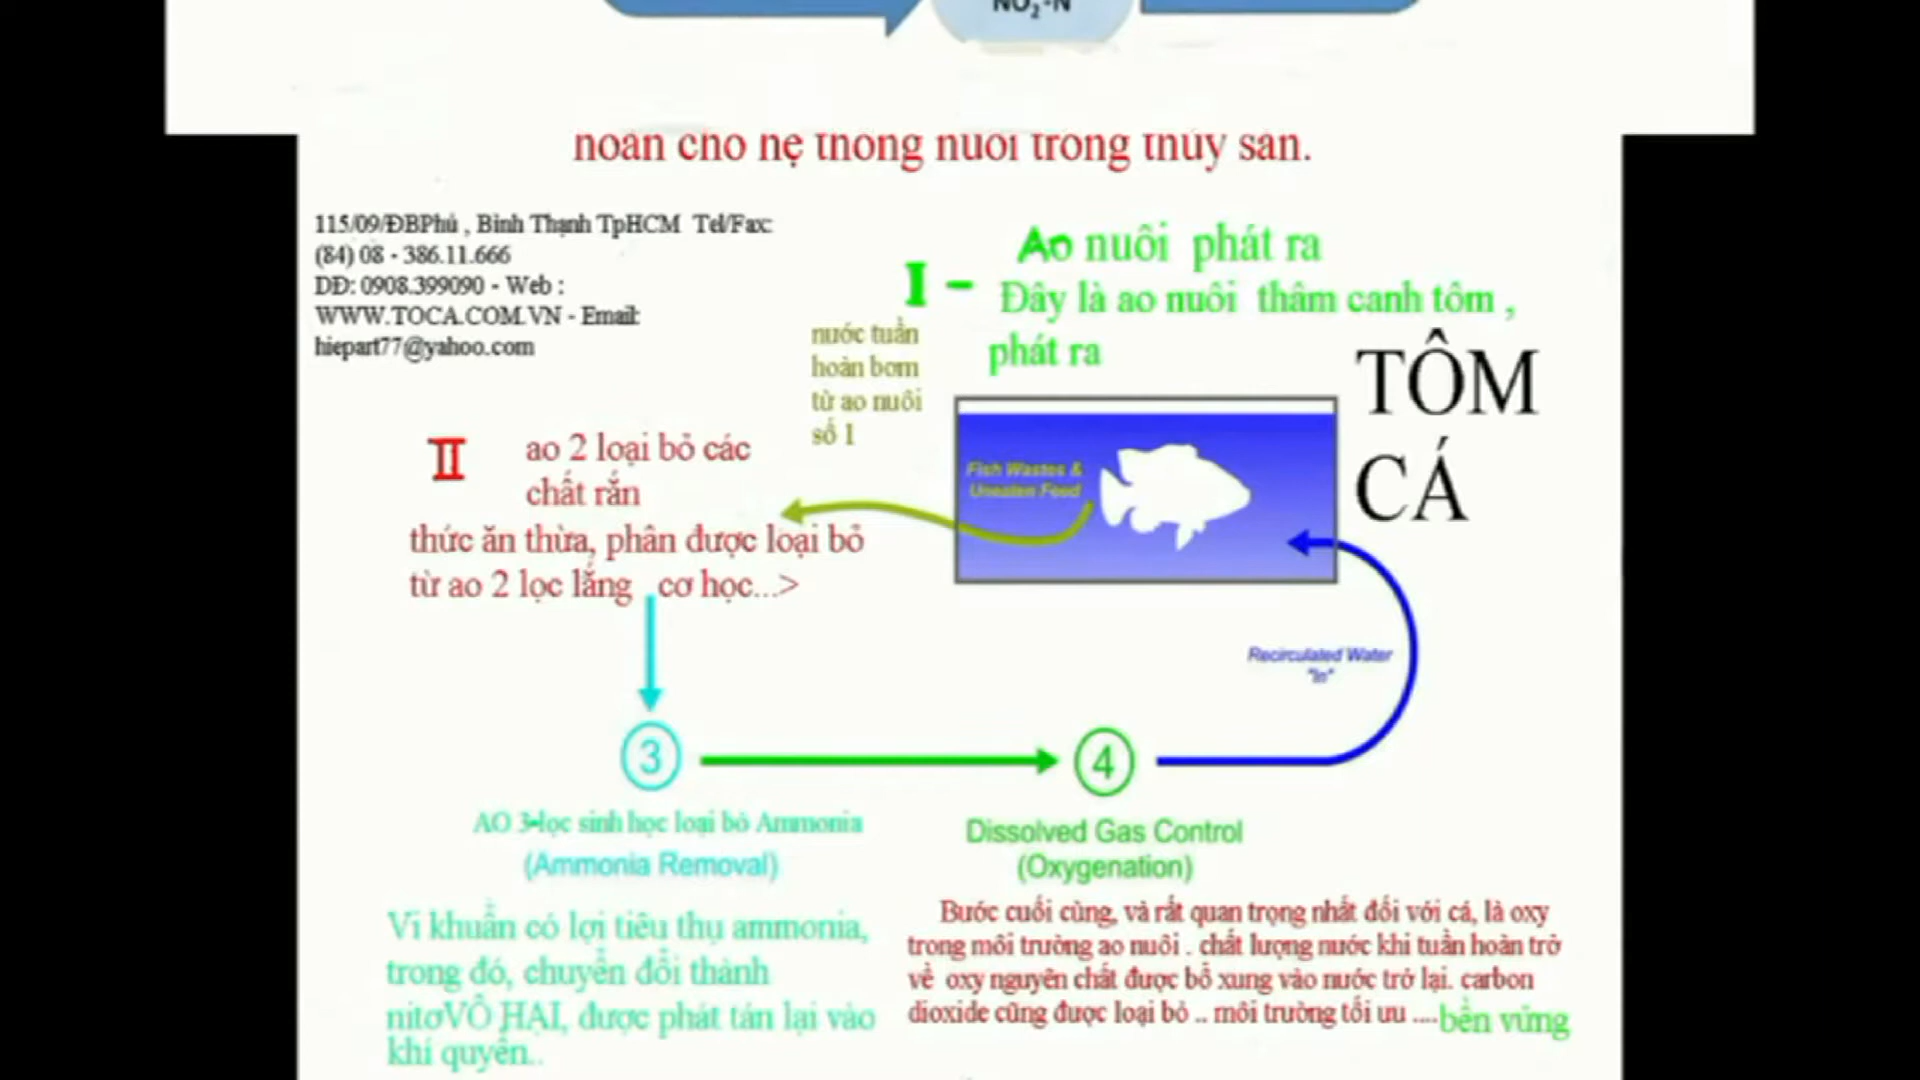 NO2-N
hoàn cho hệ thống nuôi trồng thủy sản.
115/09/ĐBPhủ , Bình Thạnh TpHCM Tel/Fax:
(84) 08 - 386.11.666
DĐ: 0908.399090 - Web :
WWW.TOCA.COM.VN - Email:
hiepart77@yahoo.com
Ao nuôi phát ra
I - Đây là ao nuôi thâm canh tôm ,
phát ra
nước tuần
hoàn bơm
từ ao nuôi
số 1
TÔM
CÁ
II
ao 2 loại bỏ các
chất rắn
thức ăn thừa, phân được loại bỏ
từ ao 2 lọc lắng cơ học...>
Fish Wastes &
Uneaten Feed
Recirculated Water
"In"
3
4
AO 3-lọc sinh học loại bỏ Ammonia
(Ammonia Removal)
Vi khuẩn có lợi tiêu thụ ammonia,
trong đó, chuyển đổi thành
nitơVÔ HẠI, được phát tán lại vào
khí quyển..
Dissolved Gas Control
(Oxygenation)
Bước cuối cùng, và rất quan trọng nhất đối với cá, là oxy
trong môi trường ao nuôi . chất lượng nước khi tuần hoàn trở
về oxy nguyên chất được bổ xung vào nước trở lại. carbon
dioxide cũng được loại bỏ .. môi trường tối ưu ....bền vững